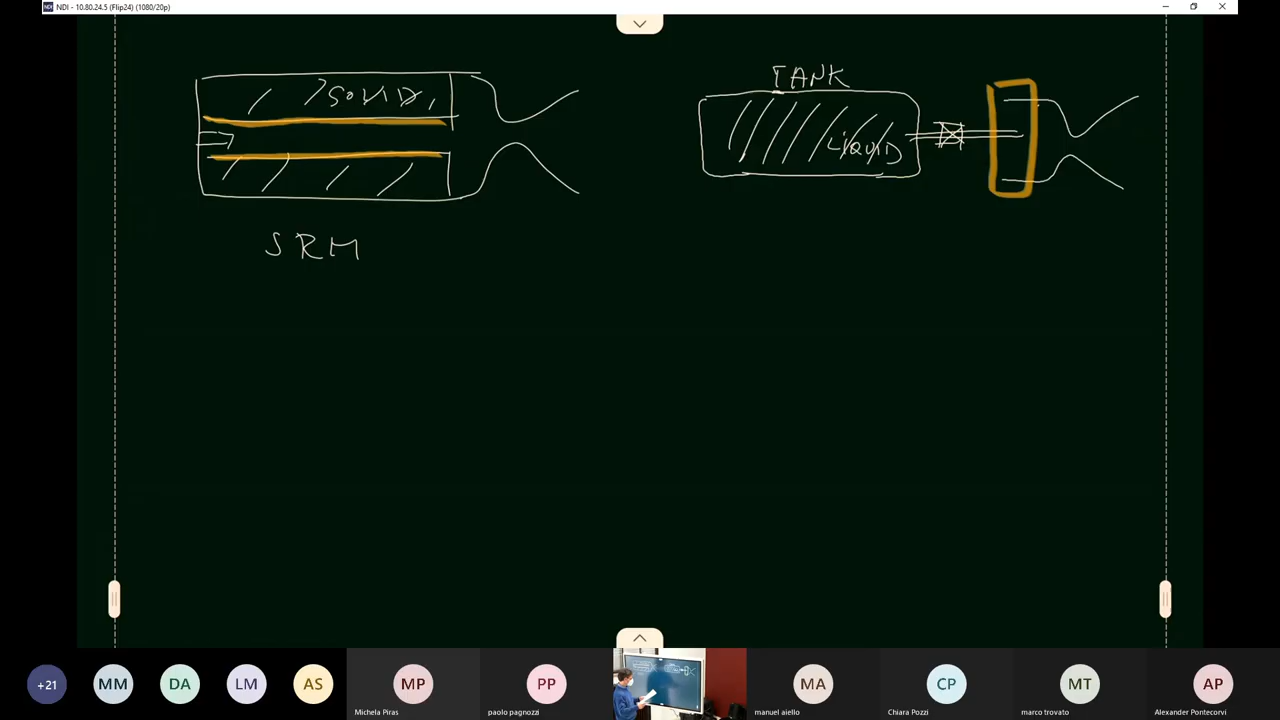 NDI - 10.80.24.5 (Flip24) (1080/20p)
TANK
SOLID
LIQUID
SRM
+21
MM
DA
LM
AS
MP
PP
MA
CP
MT
AP
Michela Piras
paolo pagnozzi
manuel aiello
Chiara Pozzi
marco trovato
Alexander Pontecorvi